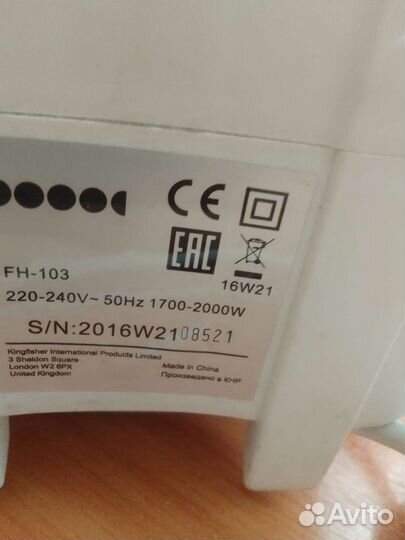 CE
EAC
16W21
FH-103
220-240V~ 50Hz 1700-2000W
S/N:2016W2108521
Kingfisher International Products Limited
3 Sheldon Square
London W2 6PX
United Kingdom
Made in China
Произведено в КНР
Avito